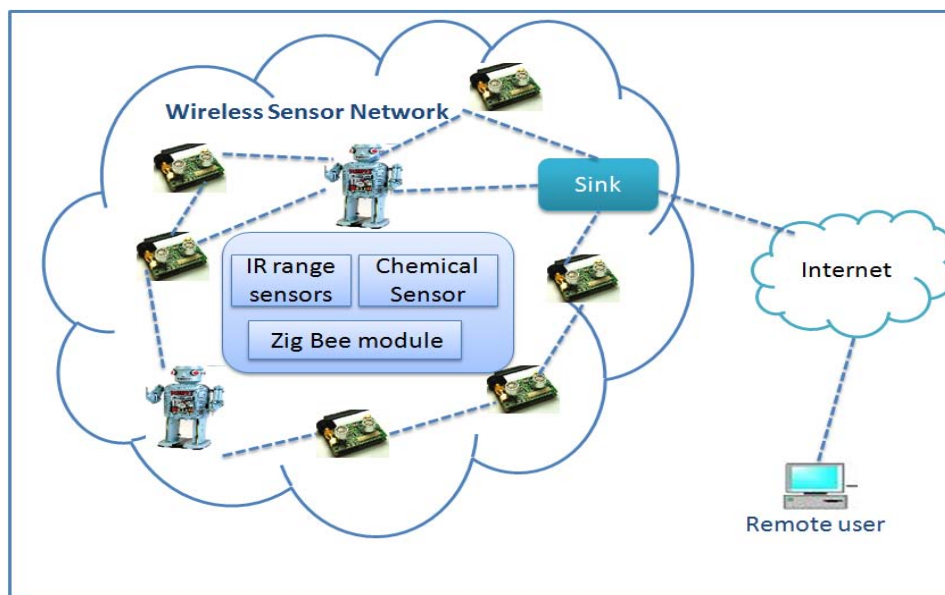 Wireless Sensor Network
Sink
IR range
sensors
Chemical
Sensor
Zig Bee module
Internet
Remote user